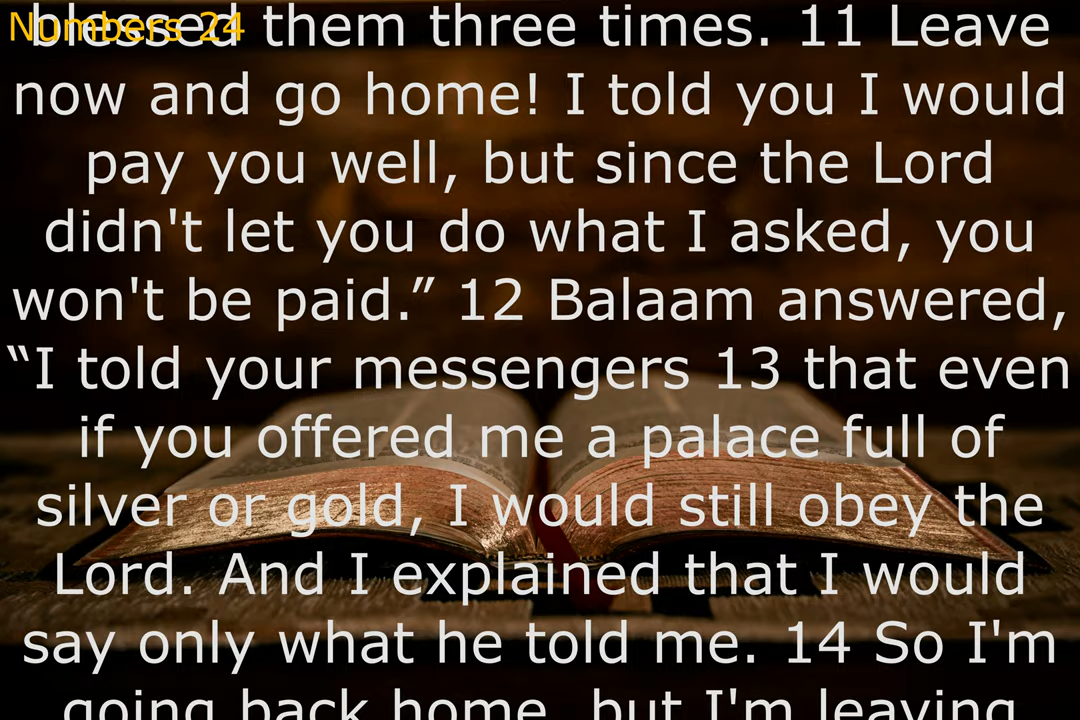 Numbers 24
blessed them three times. 11 Leave
now and go home! I told you I would
pay you well, but since the Lord
didn't let you do what I asked, you
won't be paid.” 12 Balaam answered,
“I told your messengers 13 that even
if you offered me a palace full of
silver or gold, I would still obey the
Lord. And I explained that I would
say only what he told me. 14 So I'm
going back home, but I'm leaving